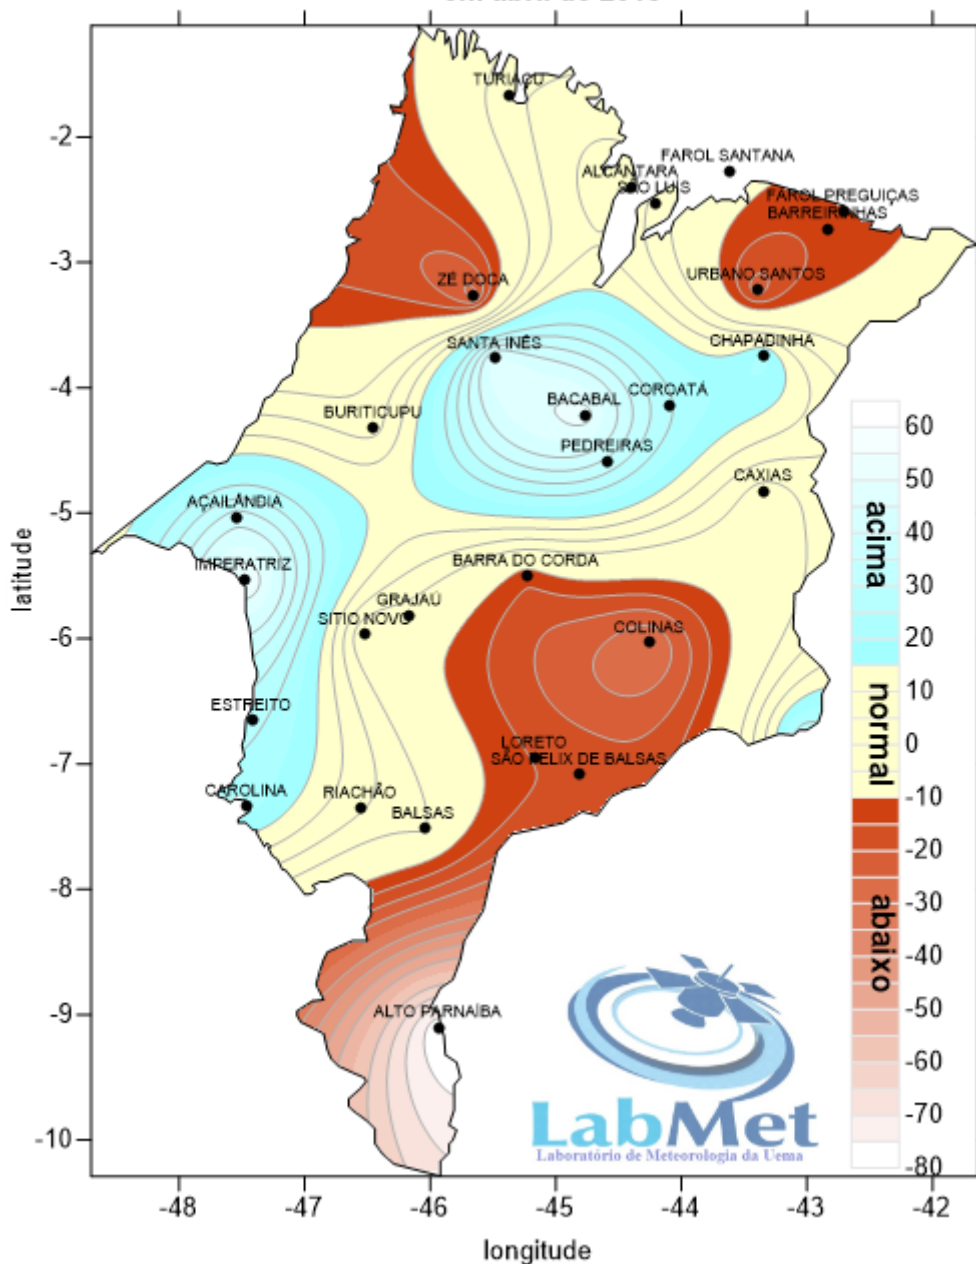 TURIAÇU
-2
FAROL SANTANA
ALCÂNTARA
SÃO LUIS
FAROL PREGUIÇAS
BARREIRINHAS
-3
ZÉ DOCA
URBANO SANTOS
SANTA INÊS
CHAPADINHA
-4
BURITICUPU
BACABAL
COROATÁ
PEDREIRAS
CAXIAS
AÇAILÂNDIA
-5
IMPERATRIZ
BARRA DO CORDA
GRAJAÚ
SITIO NOVO
-6
COLINAS
ESTREITO
LORETO
SÃO FELIX DE BALSAS
-7
CAROLINA
RIACHÃO
BALSAS
-8
ALTO PARNAÍBA
-9
-10
latitude
60
50
40
30
20
10
0
-10
-20
-30
-40
-50
-60
-70
-80
acima
normal
abaixo
LabMet
Laboratório de Meteorologia da Uema
-48 -47 -46 -45 -44 -43 -42
longitude